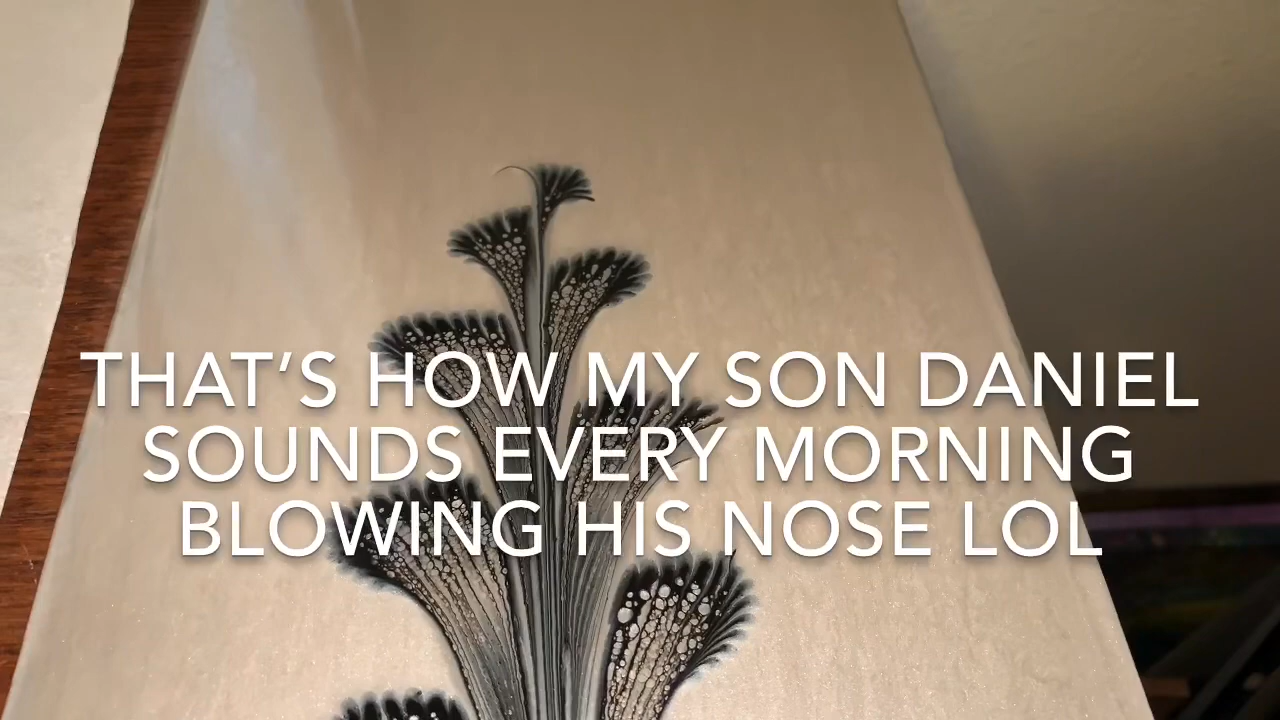 THAT'S HOW MY SON DANIEL
SOUNDS EVERY MORNING
BLOWING HIS NOSE LOL